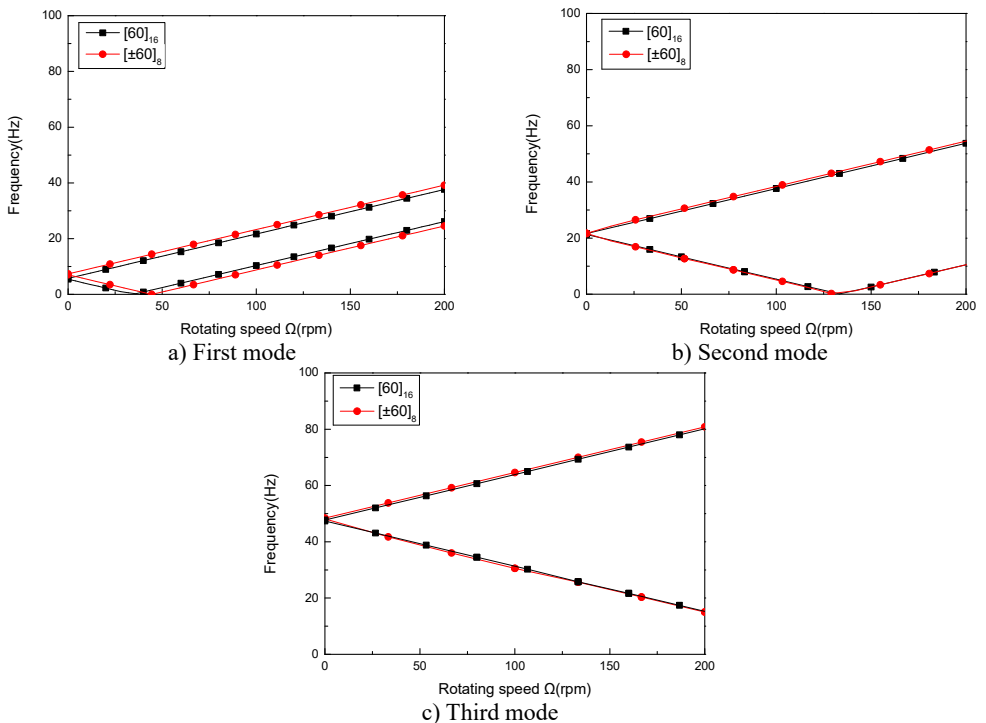 100
80
60
40
20
0
Frequency(Hz)
[60]16
[±60]8
0 50 100 150 200
Rotating speed Ω(rpm)
a) First mode
100
80
60
40
20
0
Frequency(Hz)
[60]16
[±60]8
0 50 100 150 200
Rotating speed Ω(rpm)
b) Second mode
100
80
60
40
20
0
Frequency(Hz)
[60]16
[±60]8
0 50 100 150 200
Rotating speed Ω(rpm)
c) Third mode